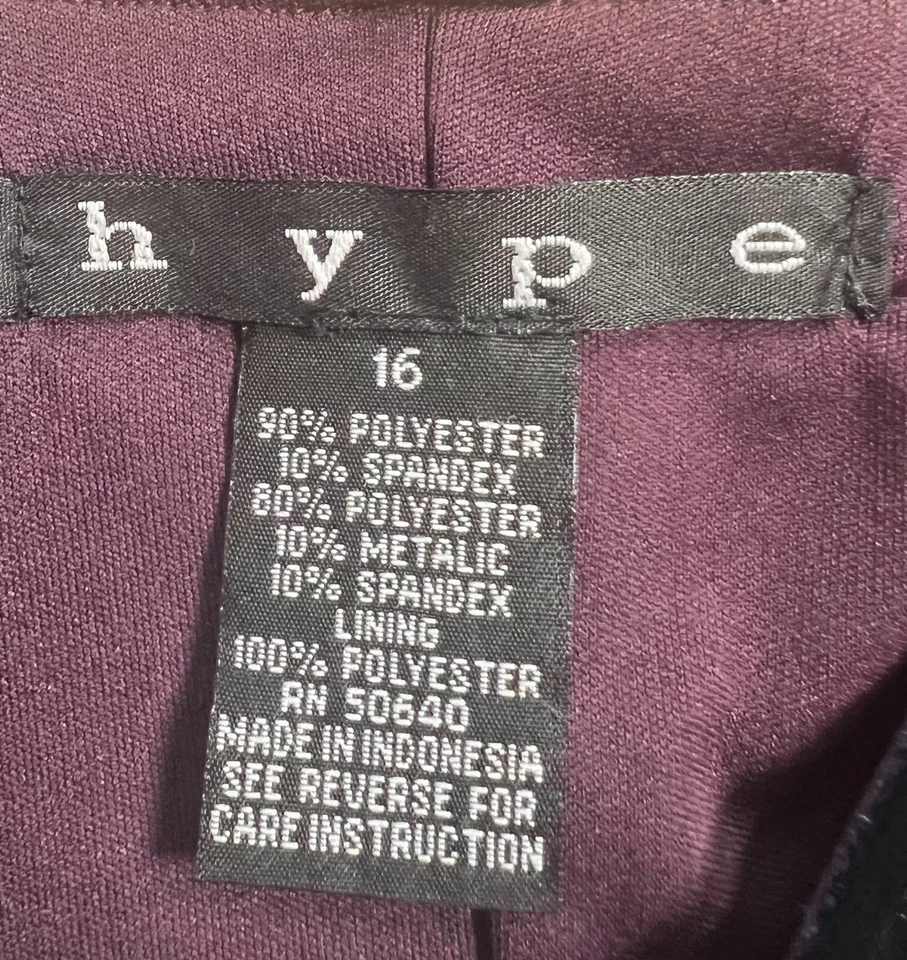 hype
16
90% POLYESTER
10% SPANDEX
80% POLYESTER
10% METALIC
10% SPANDEX
LINING
100% POLYESTER
RN 50640
MADE IN INDONESIA
SEE REVERSE FOR
CARE INSTRUCTION